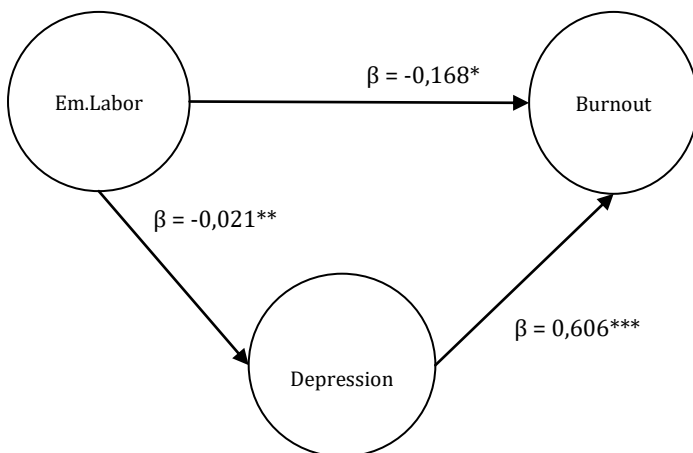 β = -0,168*
Em.Labor
Burnout
β = -0,021**
β = 0,606***
Depression